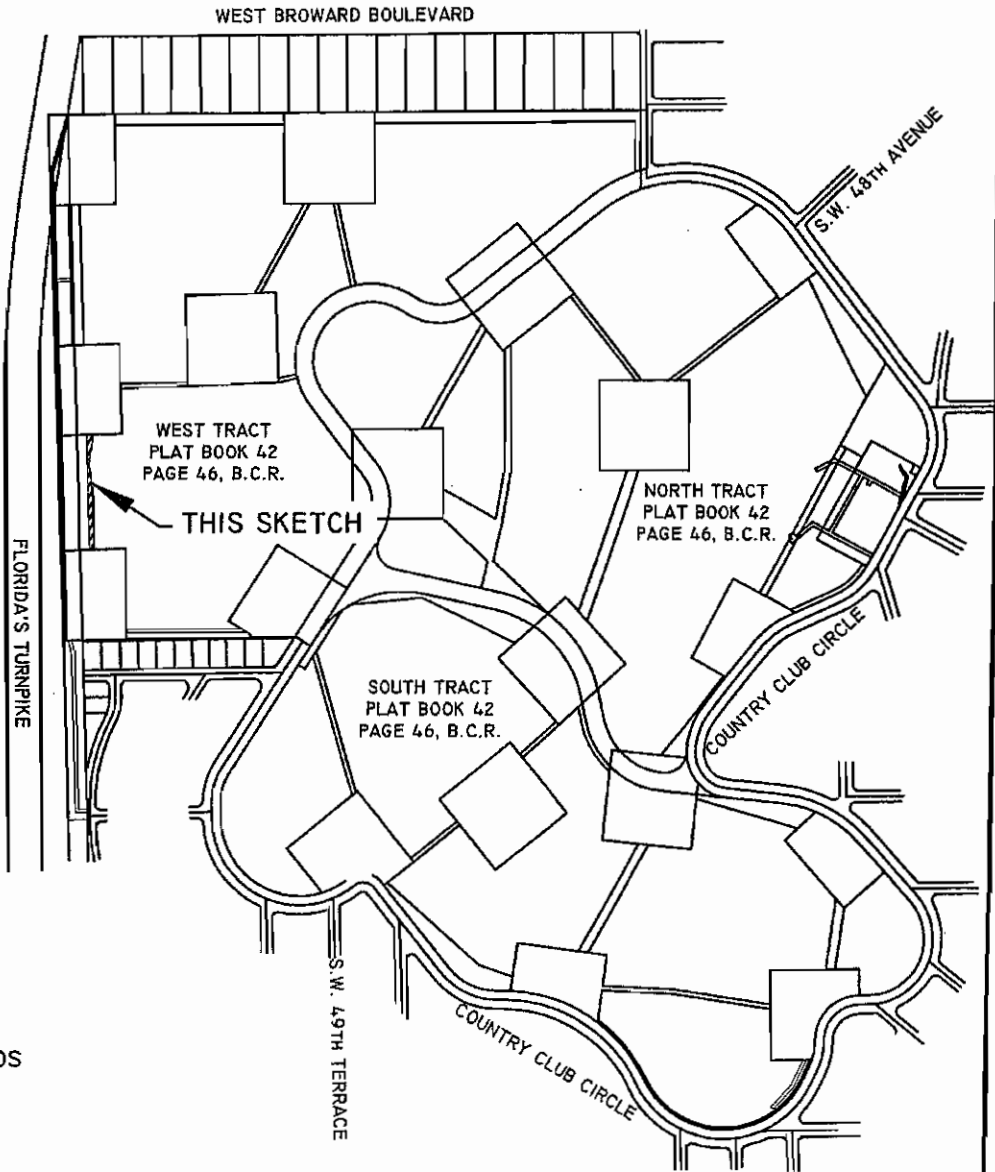 WEST BROWARD BOULEVARD
S.W. 48TH AVENUE
WEST TRACT
PLAT BOOK 42
PAGE 46, B.C.R.
THIS SKETCH
NORTH TRACT
PLAT BOOK 42
PAGE 46, B.C.R.
FLORIDA'S TURNPIKE
COUNTRY CLUB CIRCLE
SOUTH TRACT
PLAT BOOK 42
PAGE 46, B.C.R.
S.W. 49TH TERRACE
COUNTRY CLUB CIRCLE
DS